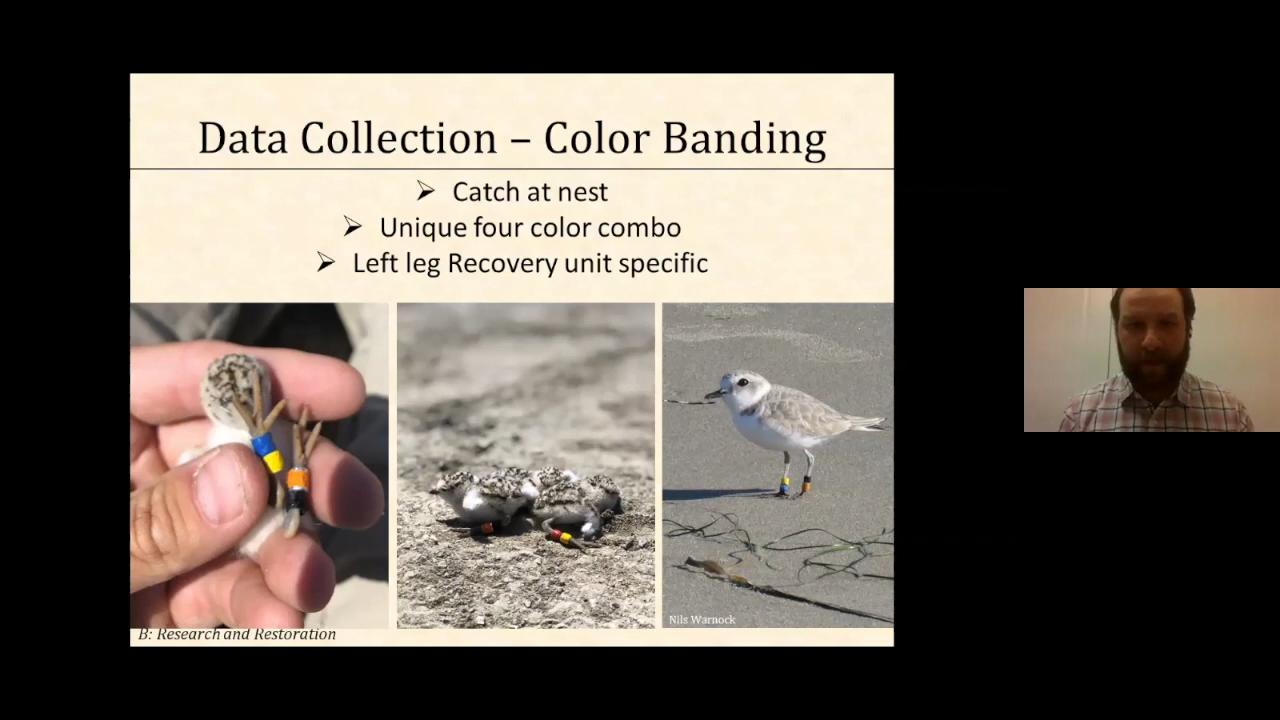 Data Collection – Color Banding
➢ Catch at nest
➢ Unique four color combo
➢ Left leg Recovery unit specific
Nils Warnock
B: Research and Restoration